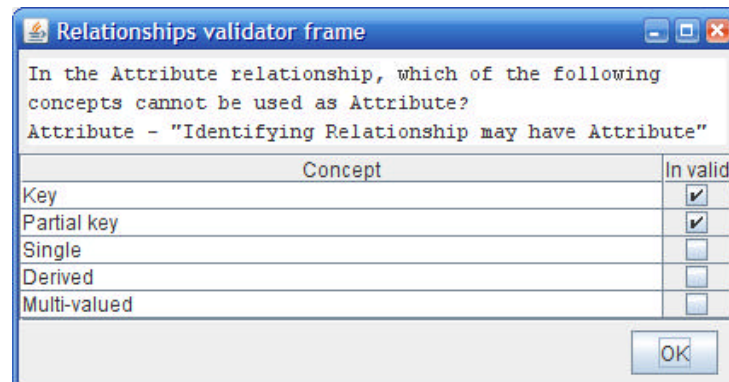 Relationships validator frame
In the Attribute relationship, which of the following
concepts cannot be used as Attribute?
Attribute - "Identifying Relationship may have Attribute"
Concept In valid
Key
Partial key
Single
Derived
Multi-valued
OK